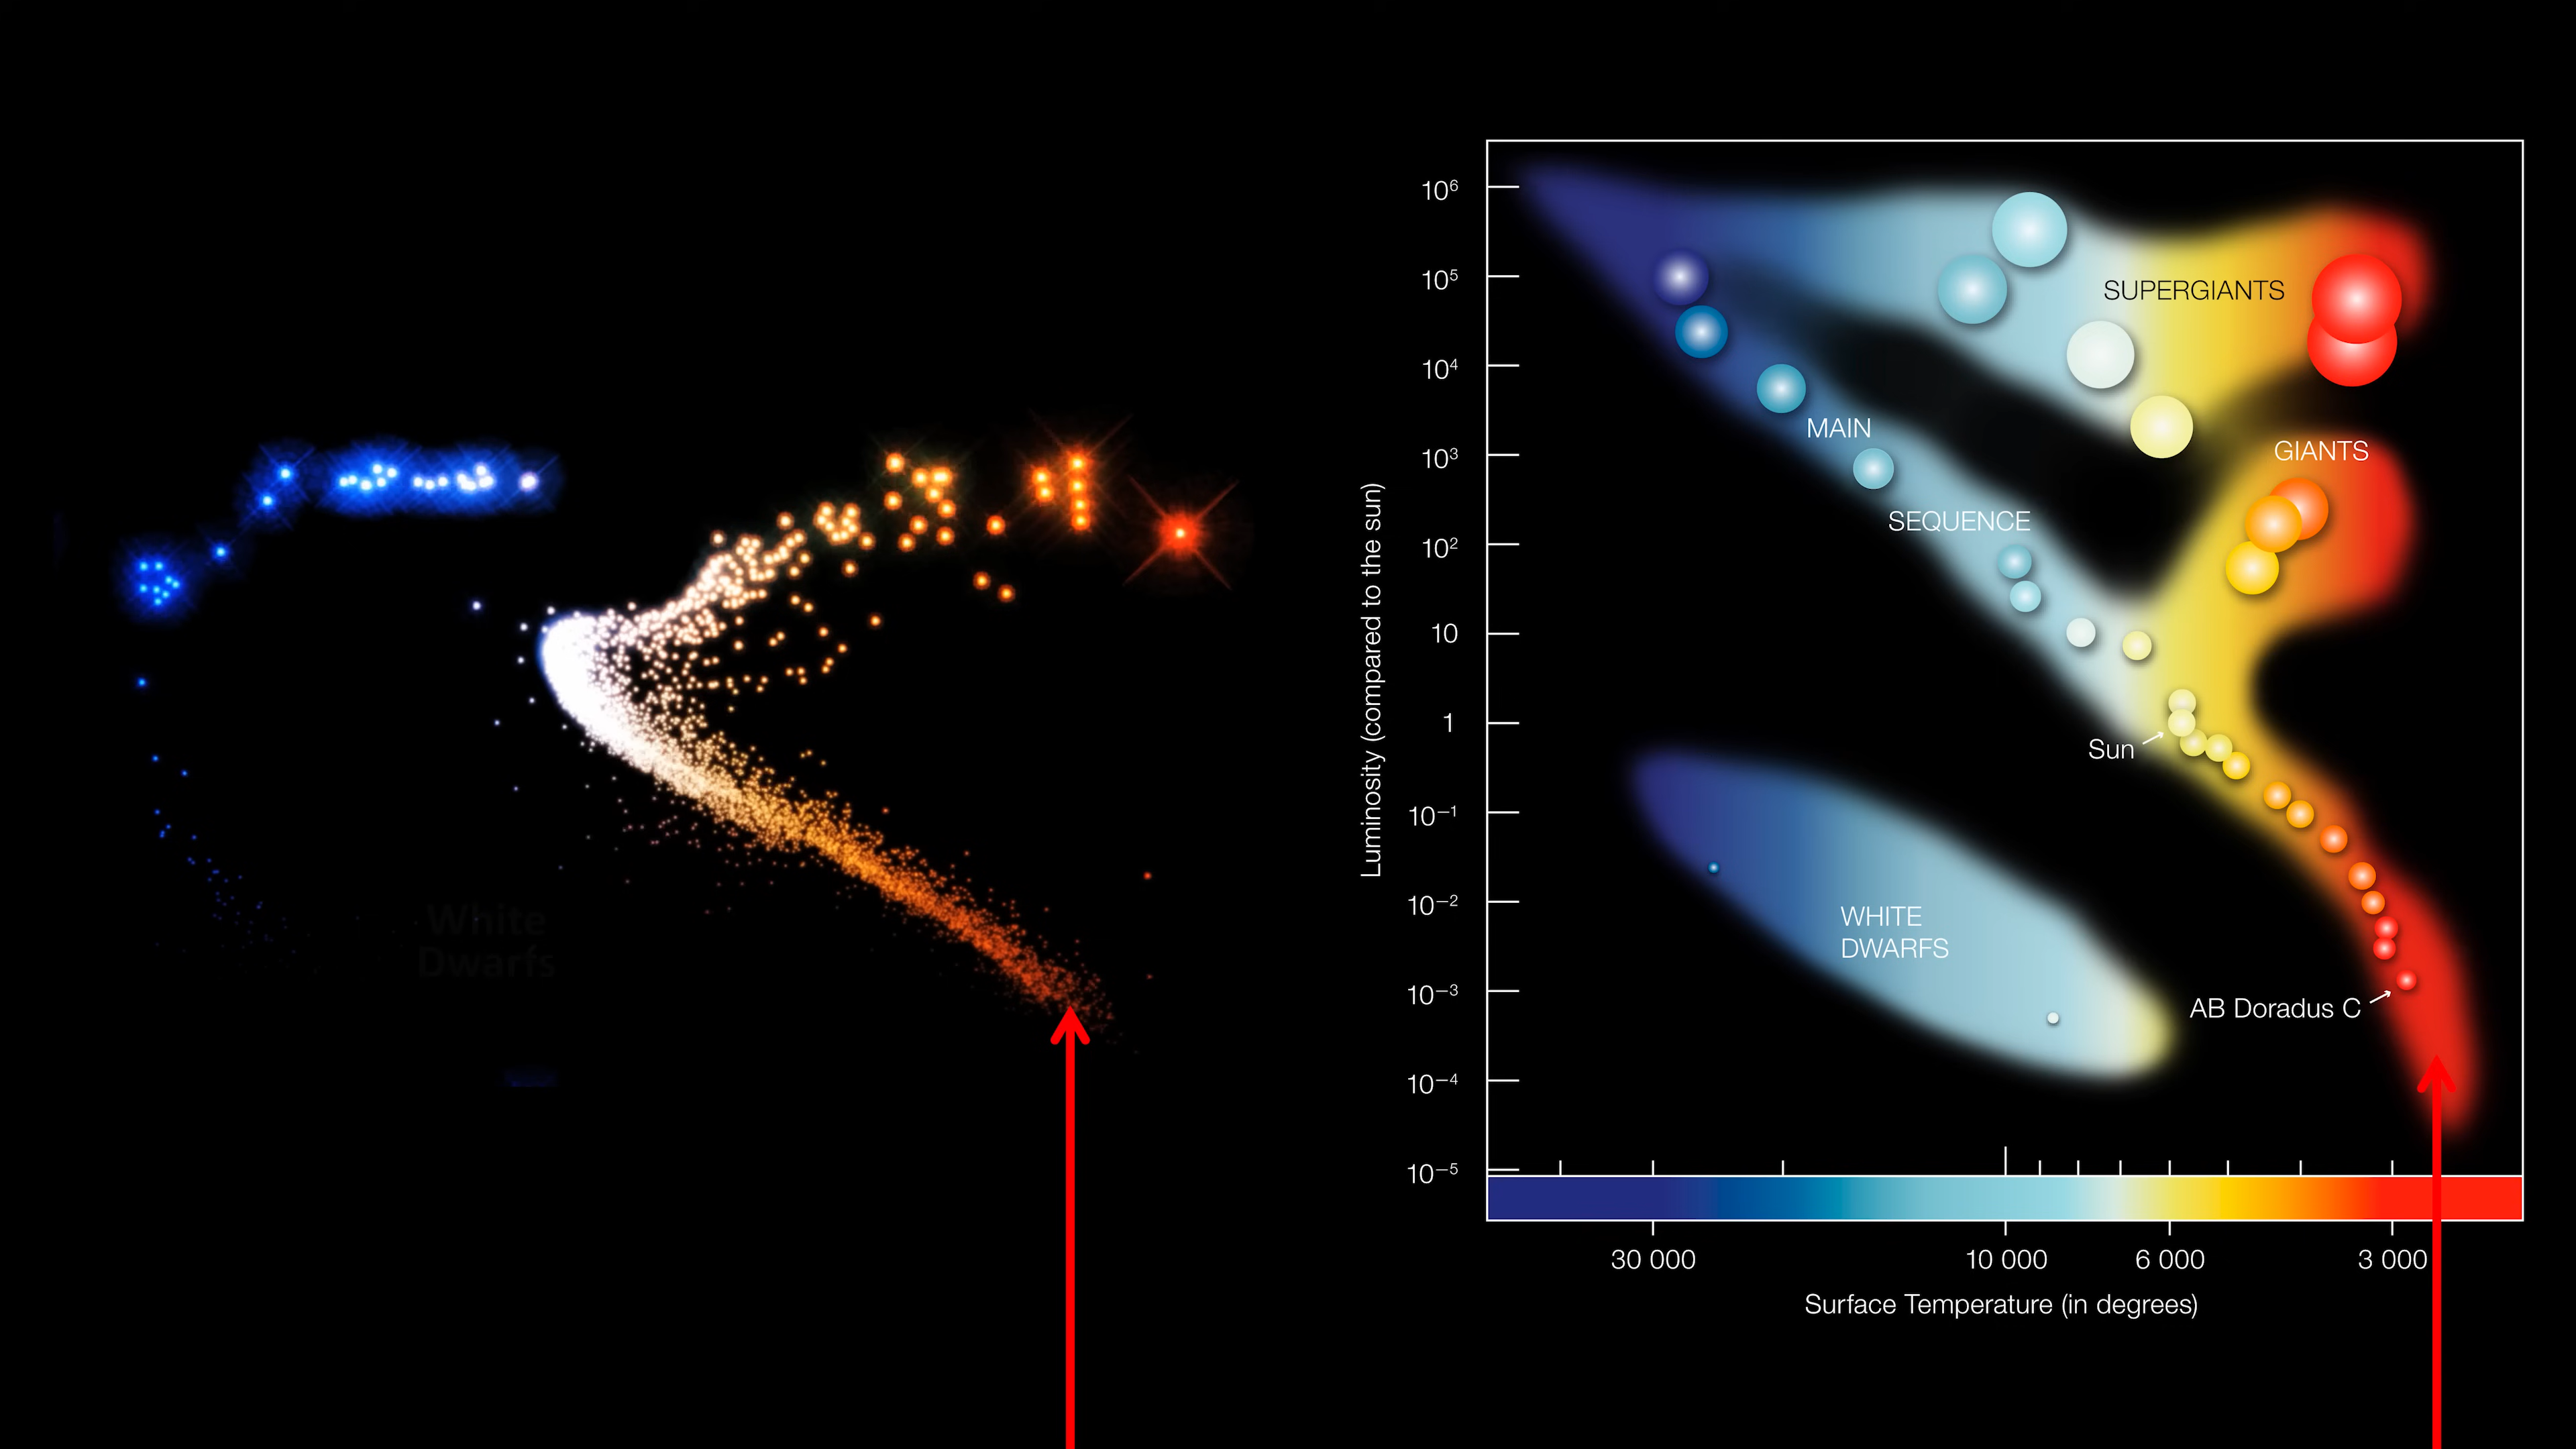 White
Dwarfs
10⁶
10⁵
10⁴
10³
10²
10
1
10⁻¹
10⁻²
10⁻³
10⁻⁴
10⁻⁵
Luminosity (compared to the sun)
SUPERGIANTS
GIANTS
MAIN
SEQUENCE
Sun
WHITE
DWARFS
AB Doradus C
30 000
10 000
6 000
3 000
Surface Temperature (in degrees)